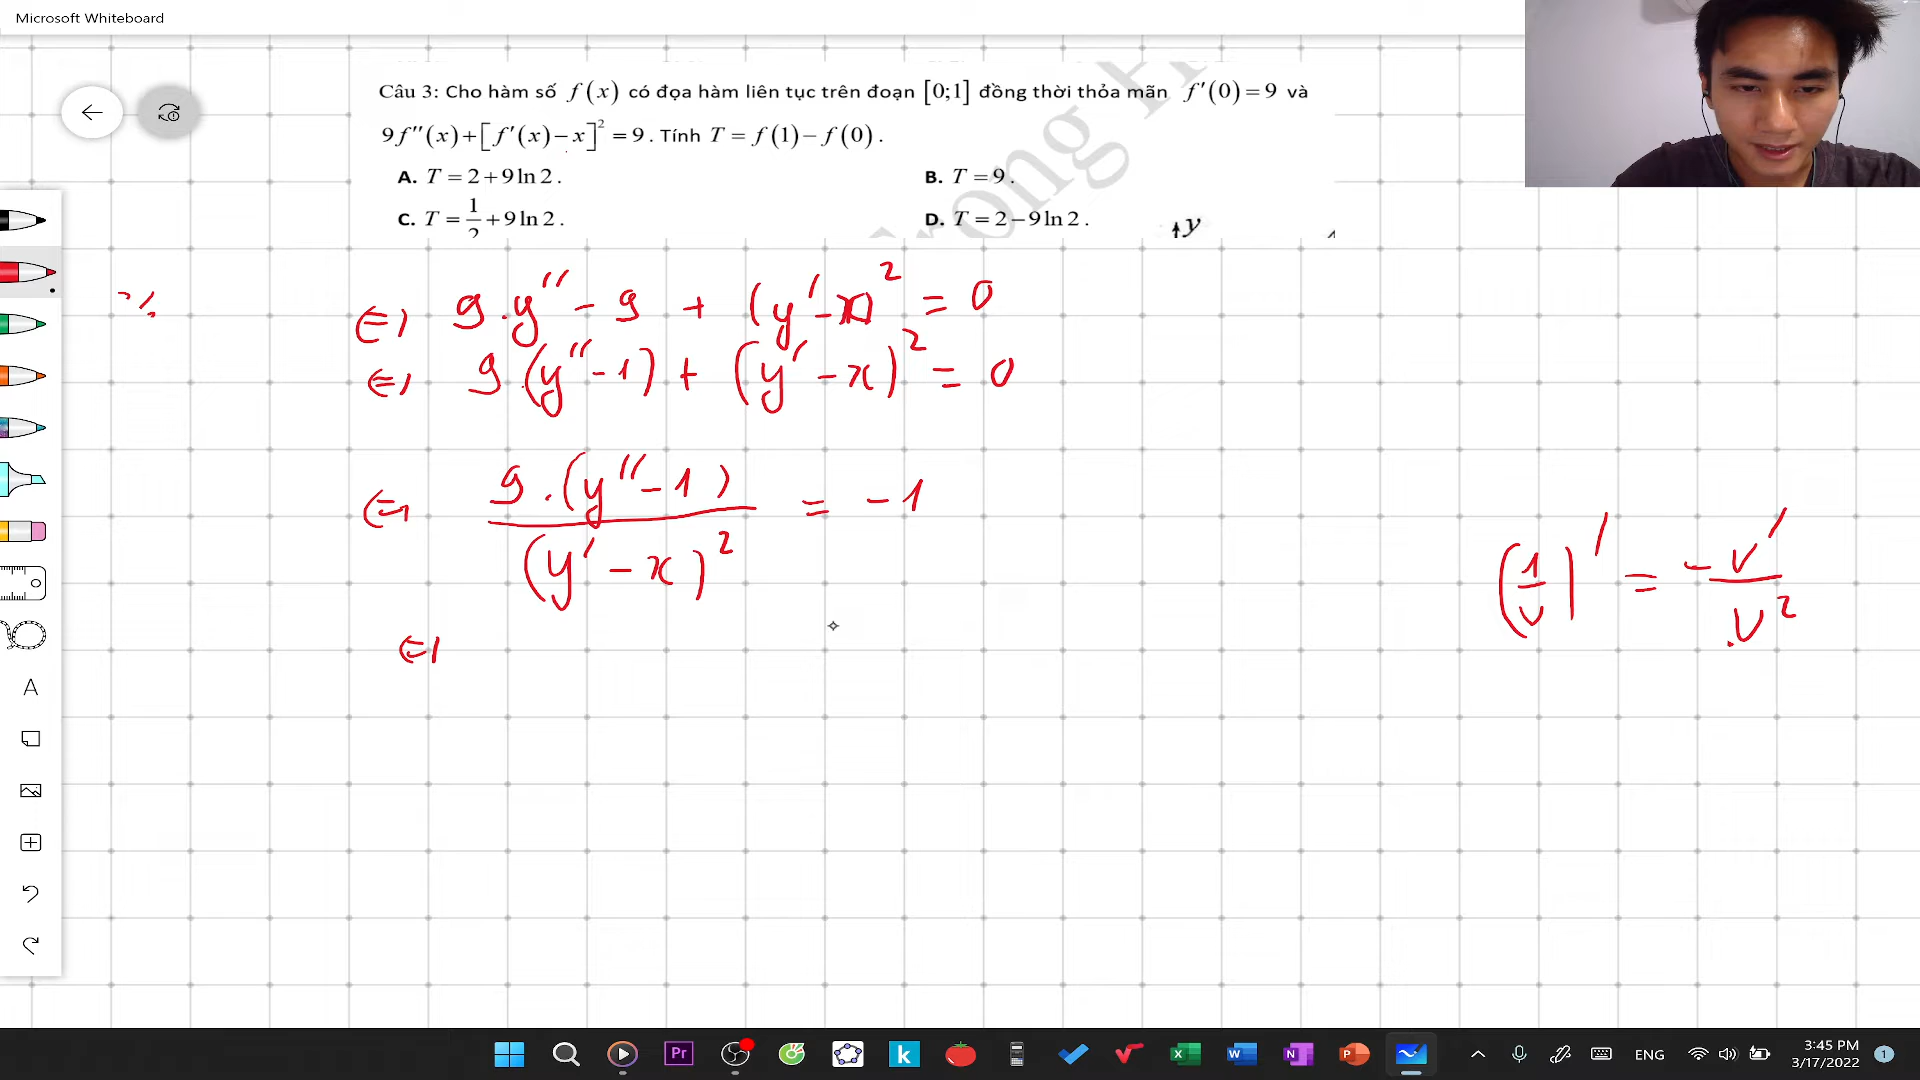 Microsoft Whiteboard
Câu 3: Cho hàm số f(x) có đọa hàm liên tục trên đoạn [0;1] đồng thời thỏa mãn f'(0)=9 và
9f''(x)+[f'(x)−x]²=9. Tính T=f(1)−f(0).
A. T=2+9ln2.
B. T=9.
C. T=1/2+9ln2.
D. T=2−9ln2.
y
⇔ 9.y''−9 + (y'−x)² = 0
⇔ 9.(y''−1) + (y'−x)² = 0
⇔ 9.(y''−1)/(y'−x)² = −1
(1/v)' = −v'/v²
⇔
A
Pr
k
ENG
3:45 PM
3/17/2022
1